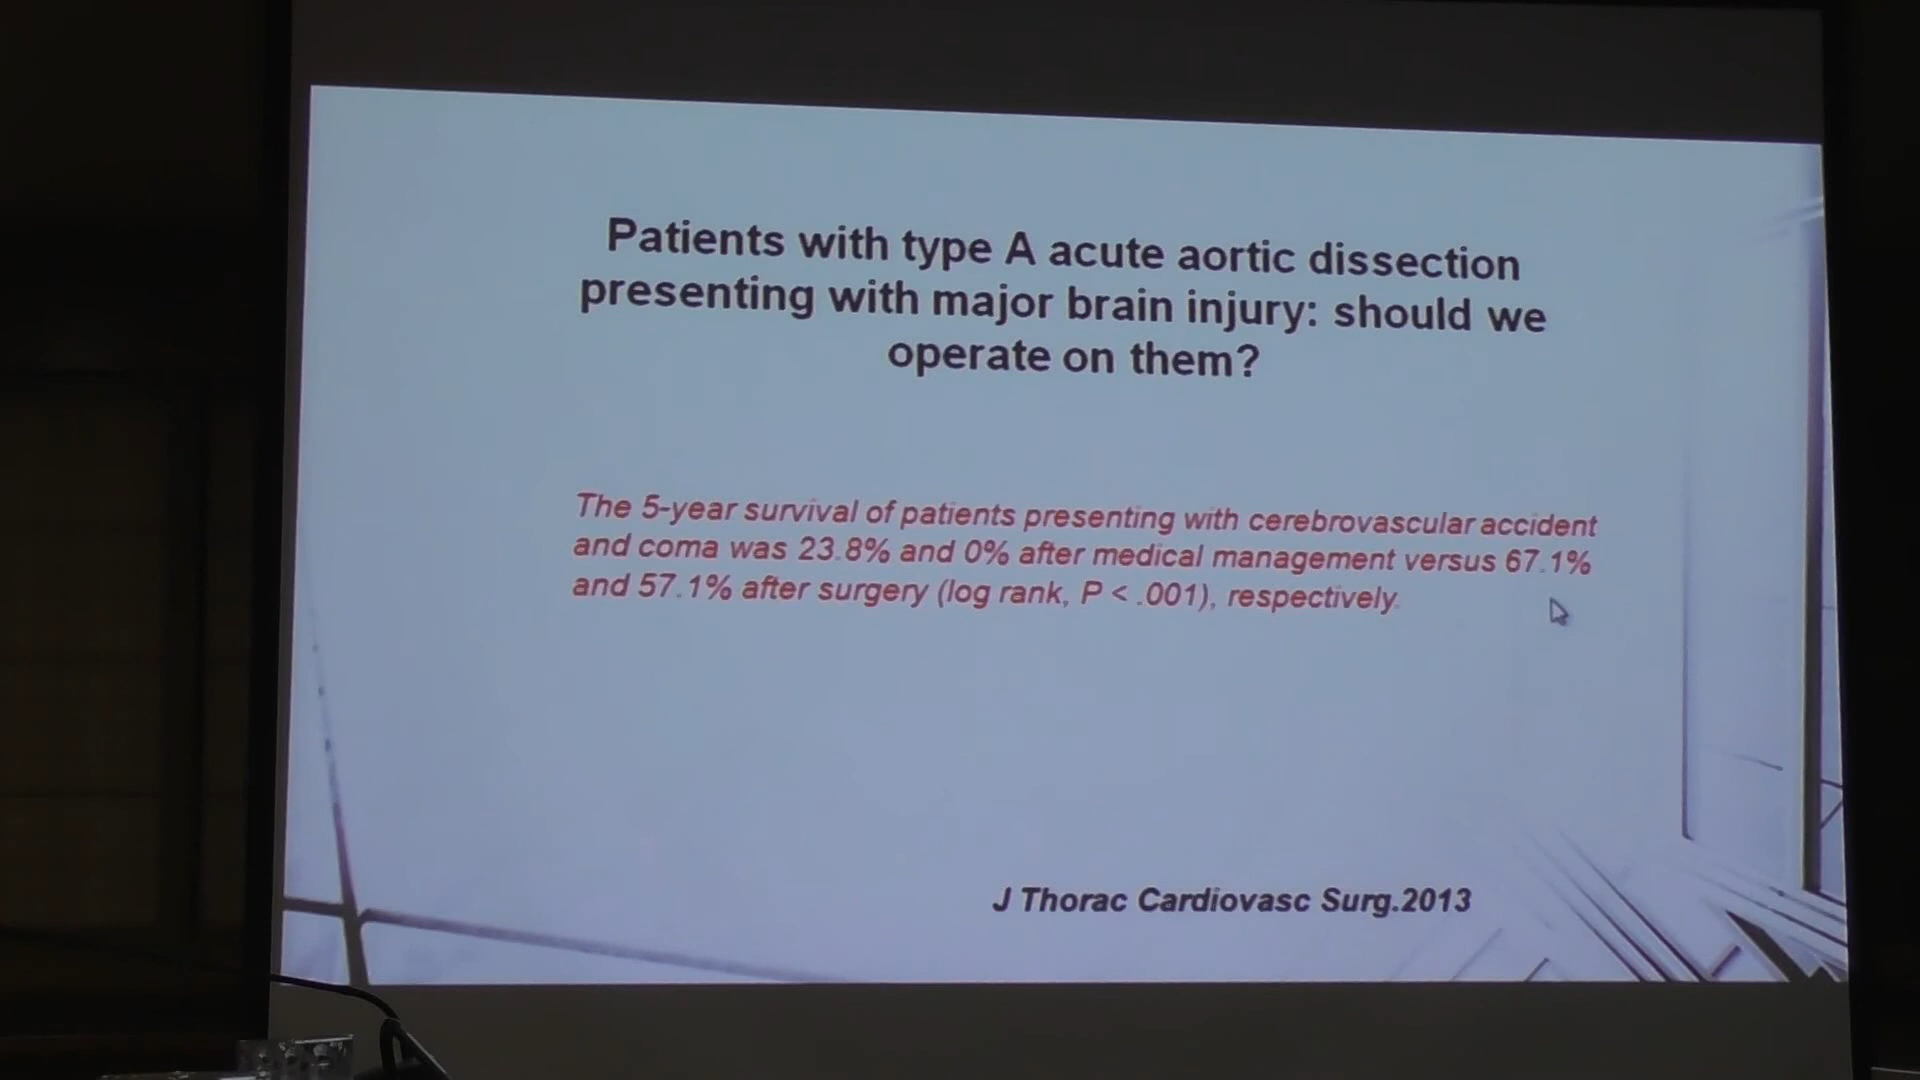 Patients with type A acute aortic dissection
presenting with major brain injury: should we
operate on them?
The 5-year survival of patients presenting with cerebrovascular accident
and coma was 23.8% and 0% after medical management versus 67.1%
and 57.1% after surgery (log rank, P < .001), respectively.
J Thorac Cardiovasc Surg.2013